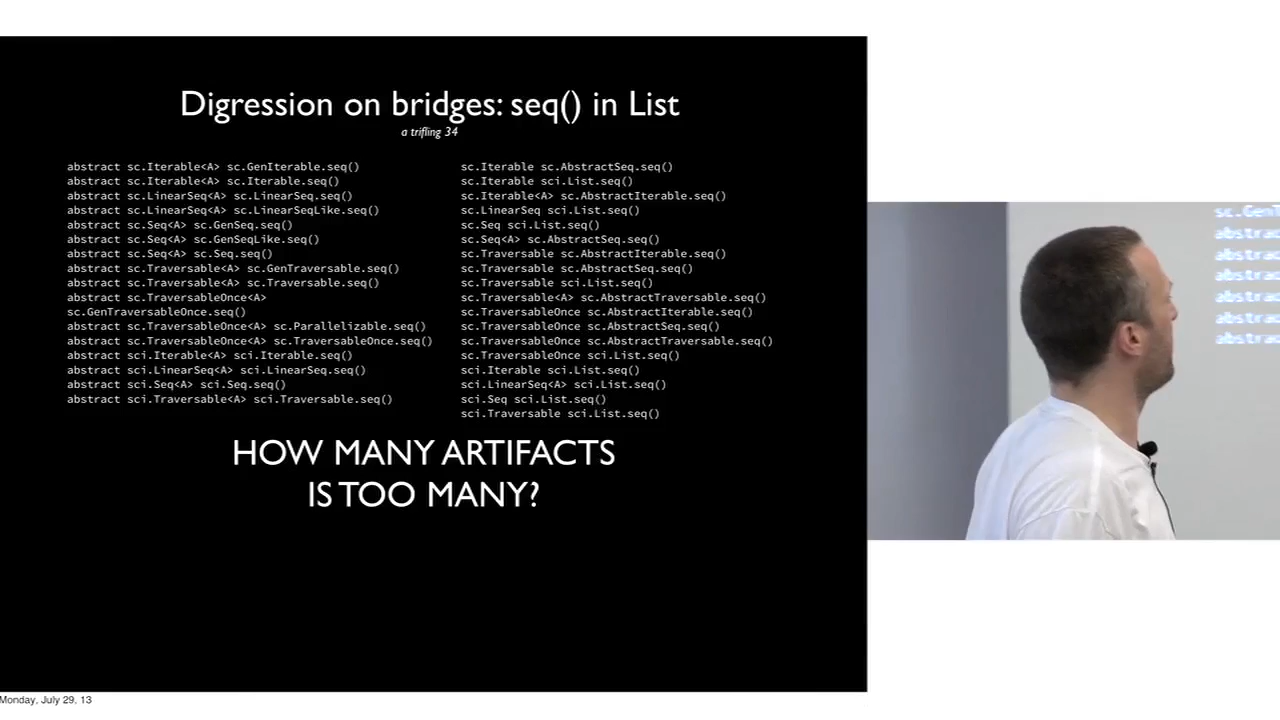 Digression on bridges: seq() in List
a trifling 34
abstract sc.Iterable<A> sc.GenIterable.seq()
abstract sc.Iterable<A> sc.Iterable.seq()
abstract sc.LinearSeq<A> sc.LinearSeq.seq()
abstract sc.LinearSeq<A> sc.LinearSeqLike.seq()
abstract sc.Seq<A> sc.GenSeq.seq()
abstract sc.Seq<A> sc.GenSeqLike.seq()
abstract sc.Seq<A> sc.Seq.seq()
abstract sc.Traversable<A> sc.GenTraversable.seq()
abstract sc.Traversable<A> sc.Traversable.seq()
abstract sc.TraversableOnce<A>
sc.GenTraversableOnce.seq()
abstract sc.TraversableOnce<A> sc.Parallelizable.seq()
abstract sc.TraversableOnce<A> sc.TraversableOnce.seq()
abstract sci.Iterable<A> sci.Iterable.seq()
abstract sci.LinearSeq<A> sci.LinearSeq.seq()
abstract sci.Seq<A> sci.Seq.seq()
abstract sci.Traversable<A> sci.Traversable.seq()
sc.Iterable sc.AbstractSeq.seq()
sc.Iterable sci.List.seq()
sc.Iterable<A> sc.AbstractIterable.seq()
sc.LinearSeq sci.List.seq()
sc.Seq sci.List.seq()
sc.Seq<A> sc.AbstractSeq.seq()
sc.Traversable sc.AbstractIterable.seq()
sc.Traversable sc.AbstractSeq.seq()
sc.Traversable sci.List.seq()
sc.Traversable<A> sc.AbstractTraversable.seq()
sc.TraversableOnce sc.AbstractIterable.seq()
sc.TraversableOnce sc.AbstractSeq.seq()
sc.TraversableOnce sc.AbstractTraversable.seq()
sc.TraversableOnce sci.List.seq()
sci.Iterable sci.List.seq()
sci.LinearSeq<A> sci.List.seq()
sci.Seq sci.List.seq()
sci.Traversable sci.List.seq()
HOW MANY ARTIFACTS
IS TOO MANY?
sc.GenT
abstrac
abstrac
abstrac
abstrac
abstrac
abstrac
Monday, July 29, 13